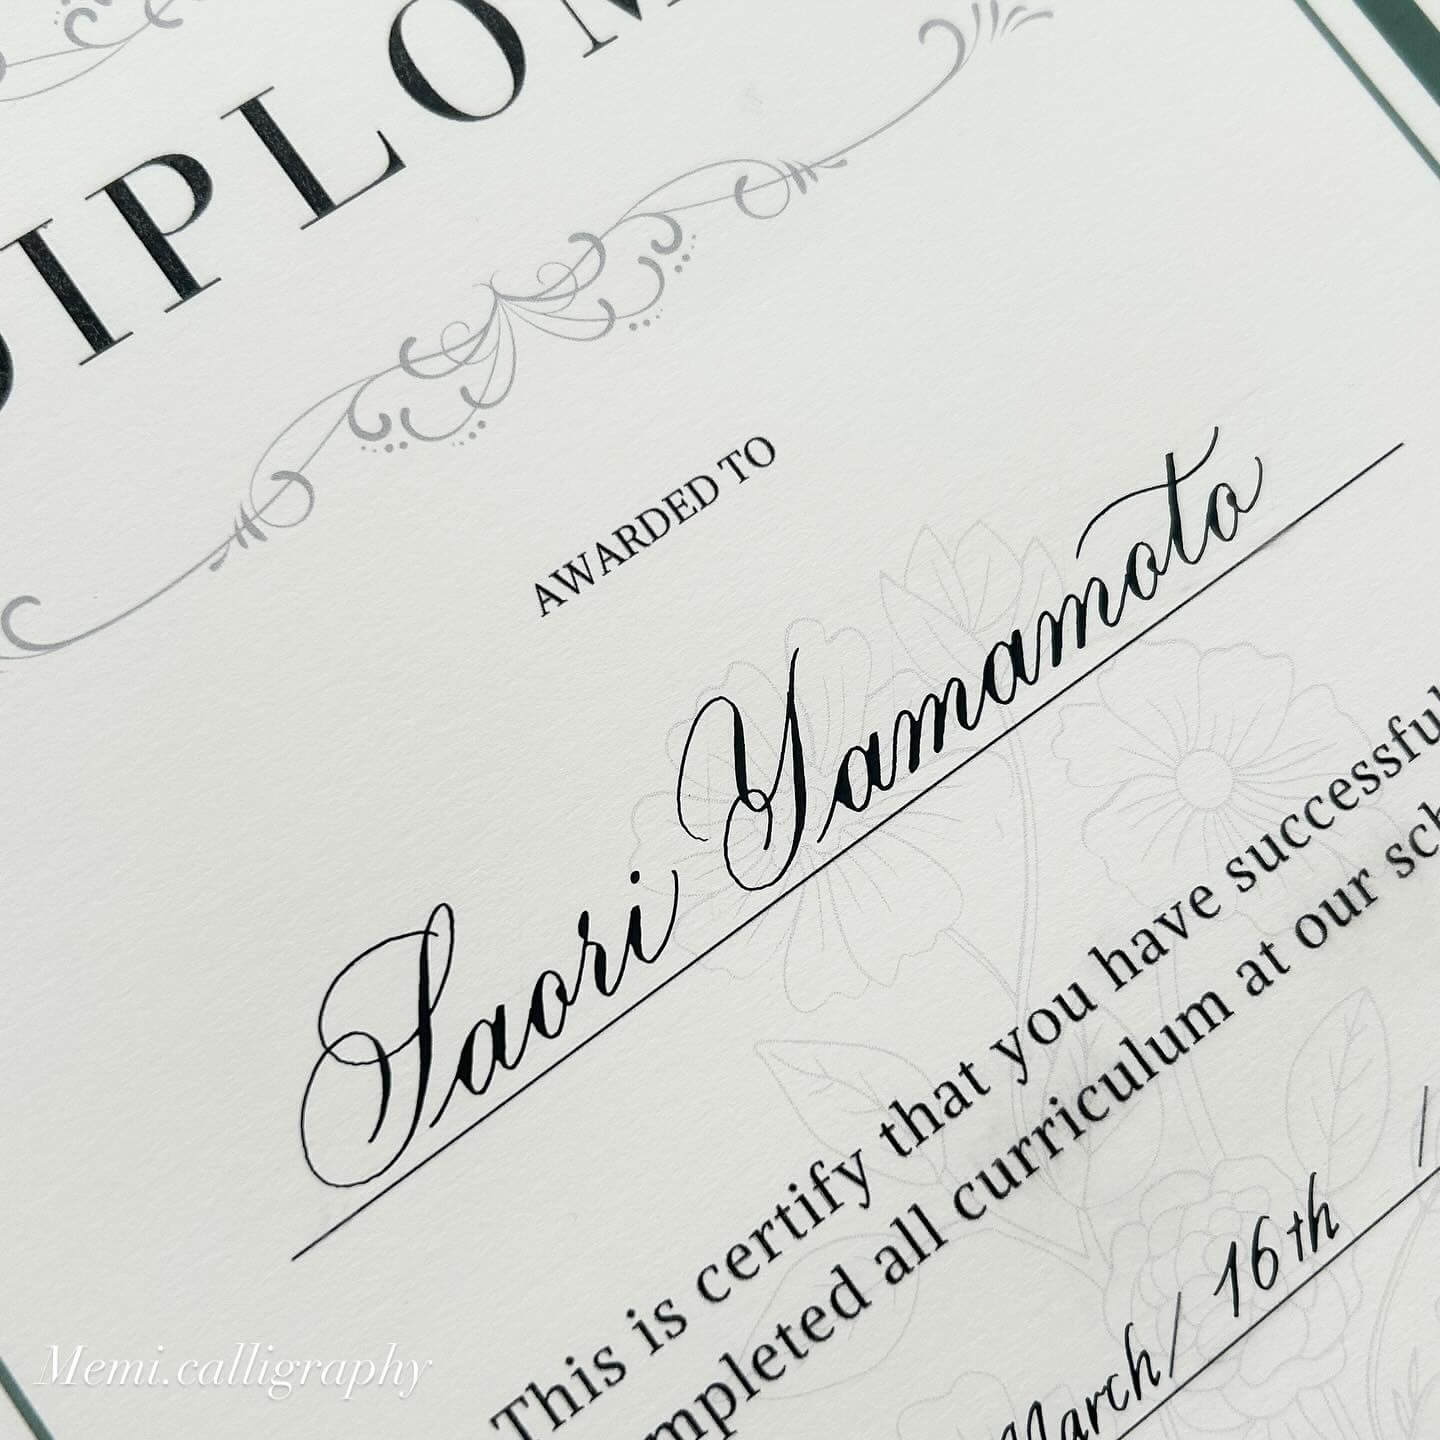 DIPLOM
AWARDED TO
Saori Yamamoto
This is certify that you have successful
mpleted all curriculum at our sch
March / 16th /
Memi.calligraphy